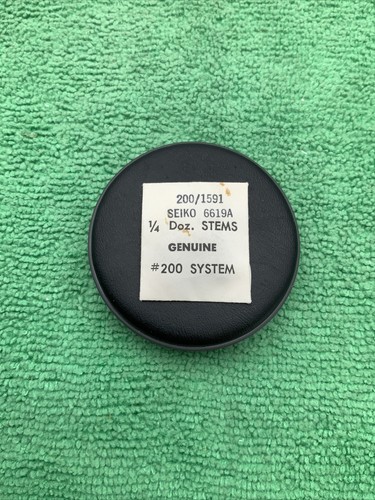 200/1591
SEIKO 6619A
1/4 Doz. STEMS
GENUINE
#200 SYSTEM